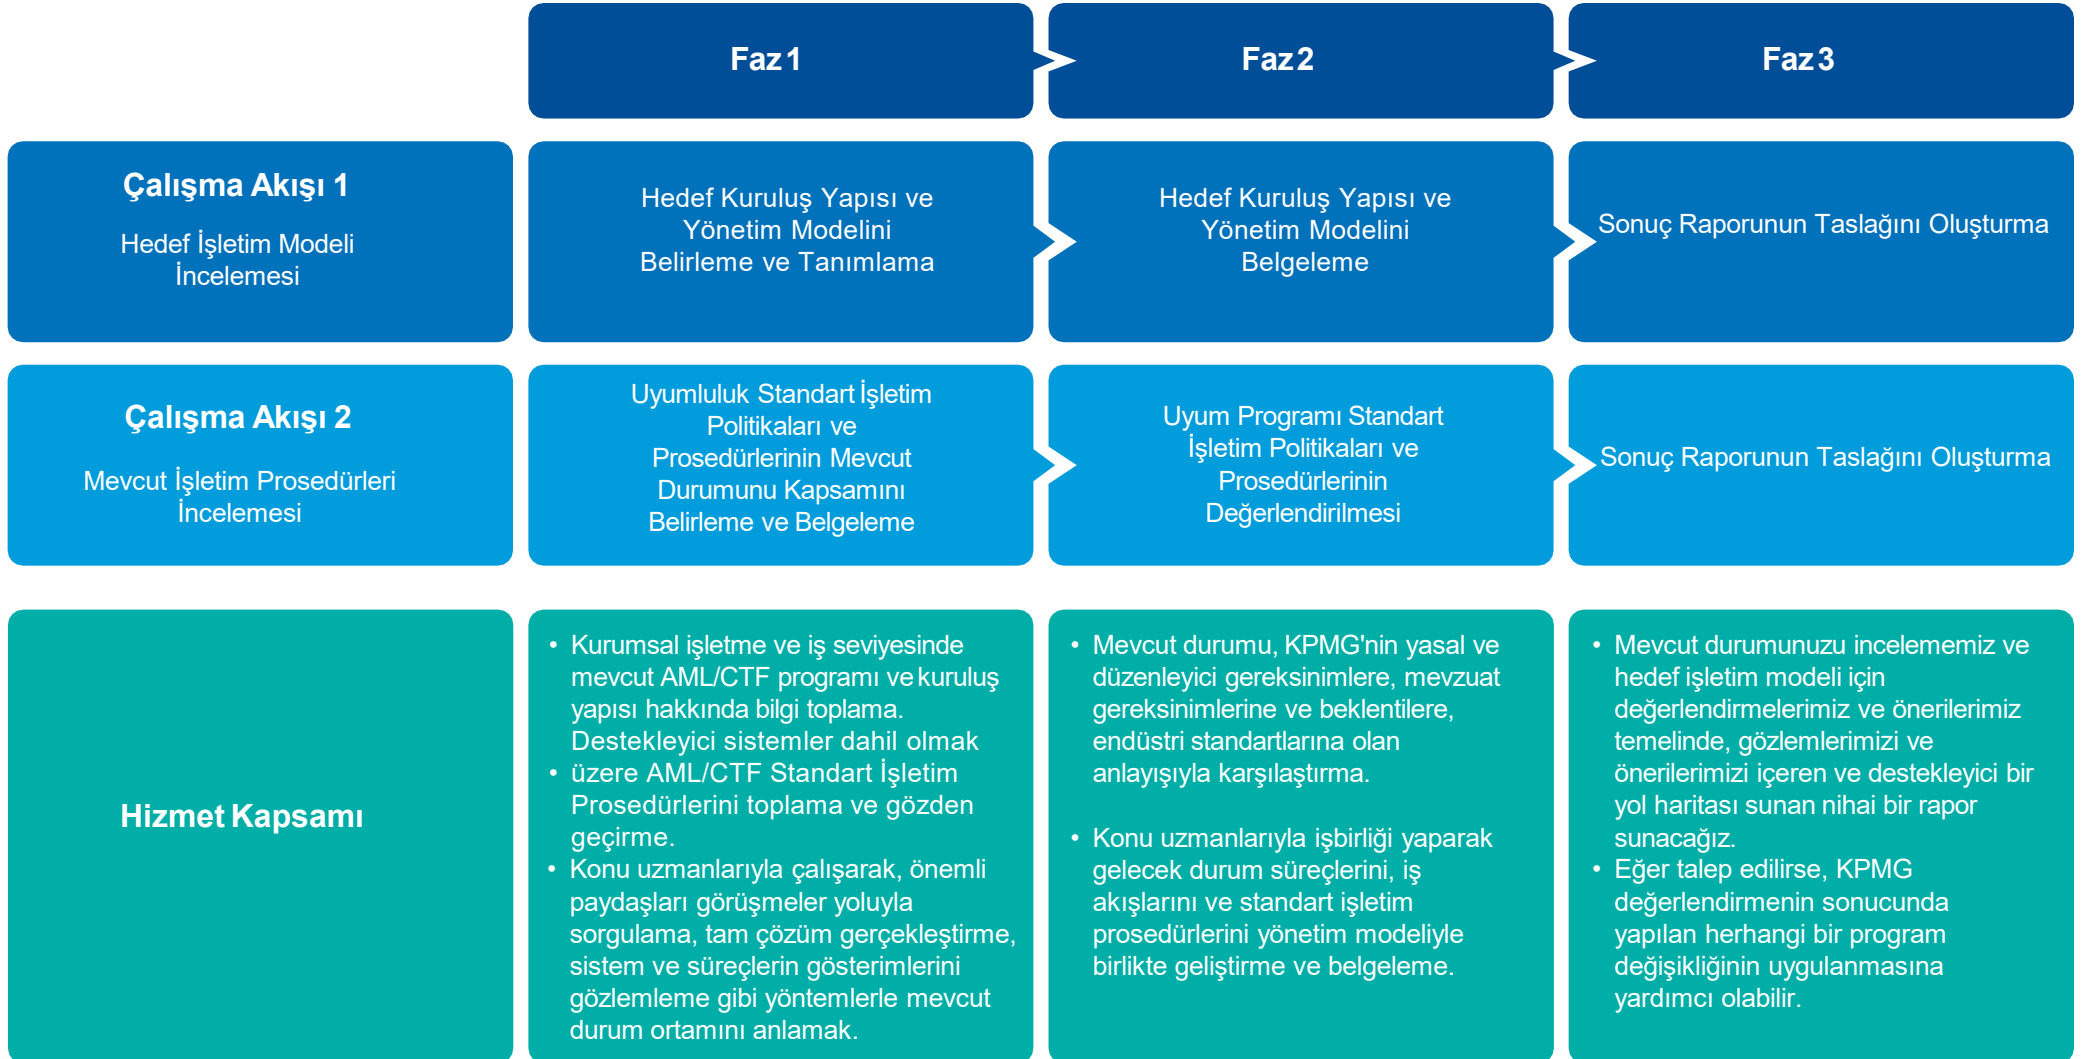 Faz 1
Faz 2
Faz 3
Çalışma Akışı 1
Hedef İşletim Modeli
İncelemesi
Hedef Kuruluş Yapısı ve
Yönetim Modelini
Belirleme ve Tanımlama
Hedef Kuruluş Yapısı ve
Yönetim Modelini
Belgeleme
Sonuç Raporunun Taslağını Oluşturma
Çalışma Akışı 2
Mevcut İşletim Prosedürleri
İncelemesi
Uyumluluk Standart İşletim
Politikaları ve
Prosedürlerinin Mevcut
Durumunu Kapsamını
Belirleme ve Belgeleme
Uyum Programı Standart
İşletim Politikaları ve
Prosedürlerinin
Değerlendirilmesi
Sonuç Raporunun Taslağını Oluşturma
Hizmet Kapsamı
• Kurumsal işletme ve iş seviyesinde
mevcut AML/CTF programı ve kuruluş
yapısı hakkında bilgi toplama.
Destekleyici sistemler dahil olmak
• üzere AML/CTF Standart İşletim
Prosedürlerini toplama ve gözden
geçirme.
• Konu uzmanlarıyla çalışarak, önemli
paydaşları görüşmeler yoluyla
sorgulama, tam çözüm gerçekleştirme,
sistem ve süreçlerin gösterimlerini
gözlemleme gibi yöntemlerle mevcut
durum ortamını anlamak.
• Mevcut durumu, KPMG'nin yasal ve
düzenleyici gereksinimlere, mevzuat
gereksinimlerine ve beklentilere,
endüstri standartlarına olan
anlayışıyla karşılaştırma.
• Konu uzmanlarıyla işbirliği yaparak
gelecek durum süreçlerini, iş
akışlarını ve standart işletim
prosedürlerini yönetim modeliyle
birlikte geliştirme ve belgeleme.
• Mevcut durumunuzu incelememiz ve
hedef işletim modeli için
değerlendirmelerimiz ve önerilerimiz
temelinde, gözlemlerimizi ve
önerilerimizi içeren ve destekleyici bir
yol haritası sunan nihai bir rapor
sunacağız.
• Eğer talep edilirse, KPMG
değerlendirmenin sonucunda
yapılan herhangi bir program
değişikliğinin uygulanmasına
yardımcı olabilir.